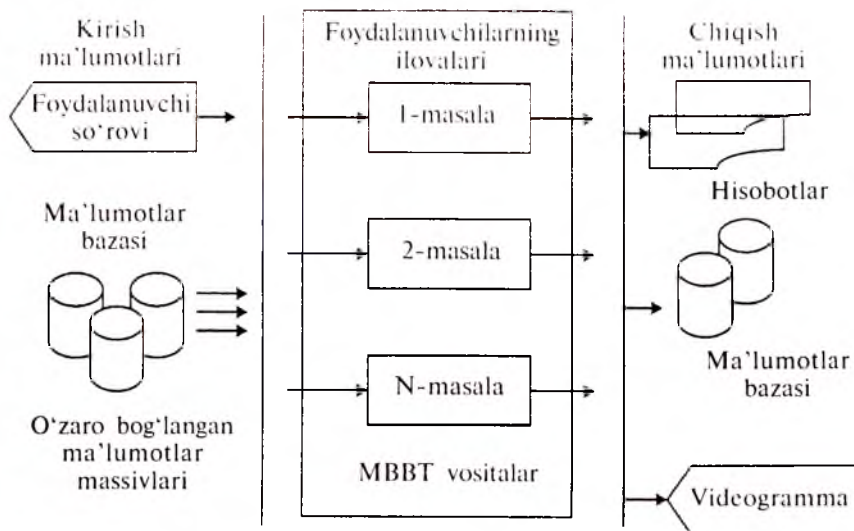 Kirish
ma'lumotlari
Foydalanuvchi
so‘rovi
Ma'lumotlar
bazasi
O‘zaro bog‘langan
ma'lumotlar
massivlari
Foydalanuvchilarning
ilovalari
1-masala
2-masala
N-masala
MBBT vositalar
Chiqish
ma'lumotlari
Hisobotlar
Ma'lumotlar
bazasi
Videogramma